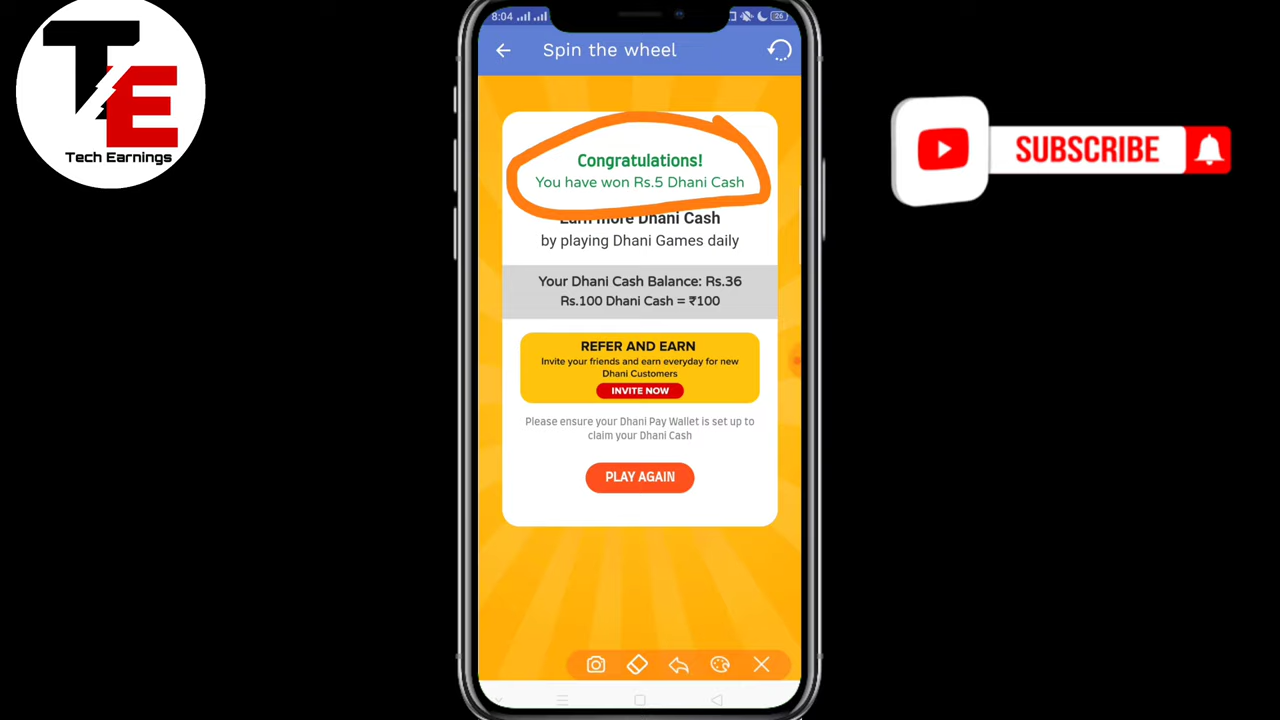 T E
Tech Earnings
8:04
26
Spin the wheel
Congratulations!
You have won Rs.5 Dhani Cash
Earn more Dhani Cash
by playing Dhani Games daily
Your Dhani Cash Balance: Rs.36
Rs.100 Dhani Cash = ₹100
REFER AND EARN
Invite your friends and earn everyday for new
Dhani Customers
INVITE NOW
Please ensure your Dhani Pay Wallet is set up to
claim your Dhani Cash
PLAY AGAIN
SUBSCRIBE